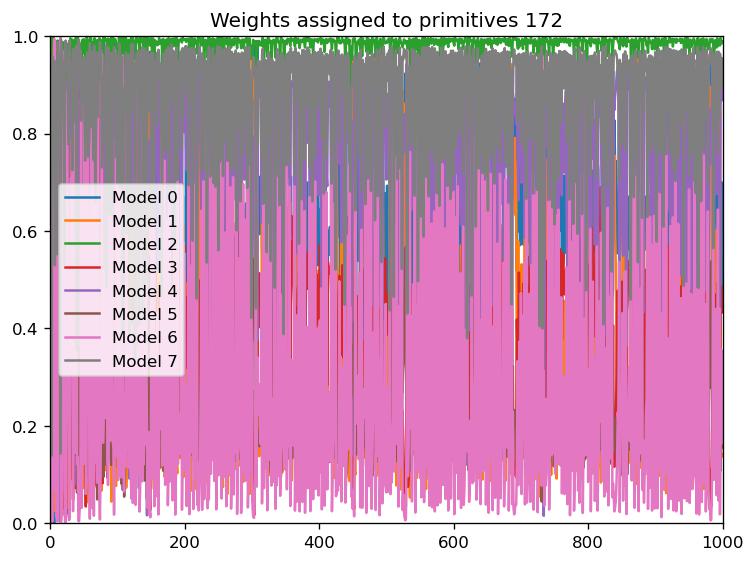 Weights assigned to primitives 172
1.0
0.8
0.6
0.4
0.2
0.0
Model 0
Model 1
Model 2
Model 3
Model 4
Model 5
Model 6
Model 7
0 200 400 600 800 1000